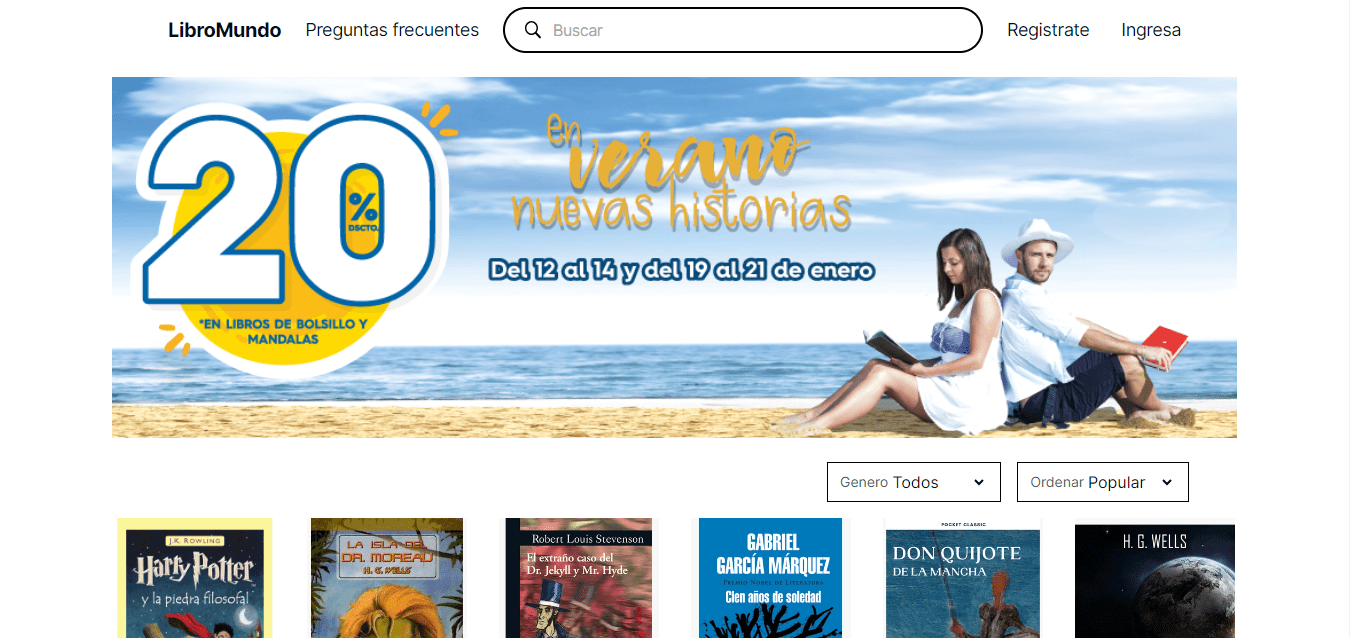 LibroMundo Preguntas frecuentes Buscar Registrate Ingresa
20
%
DSCTO.
*EN LIBROS DE BOLSILLO Y
MANDALAS
en
verano
nuevas historias
Del 12 al 14 y del 19 al 21 de enero
Genero Todos Ordenar Popular
J.K. ROWLING
Harry Potter
y la piedra filosofal
LA ISLA DEL
DR. MOREAU
H. G. WELLS
Robert Louis Stevenson
El extraño caso del
Dr. Jekyll y Mr. Hyde
GABRIEL
GARCÍA MÁRQUEZ
PREMIO NOBEL DE LITERATURA
Cien años de soledad
POCKET CLASSIC
DON QUIJOTE
DE LA MANCHA
H. G. WELLS